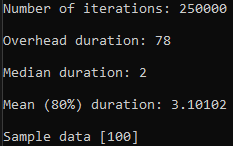 Number of iterations: 250000
Overhead duration: 78
Median duration: 2
Mean (80%) duration: 3.10102
Sample data [100]